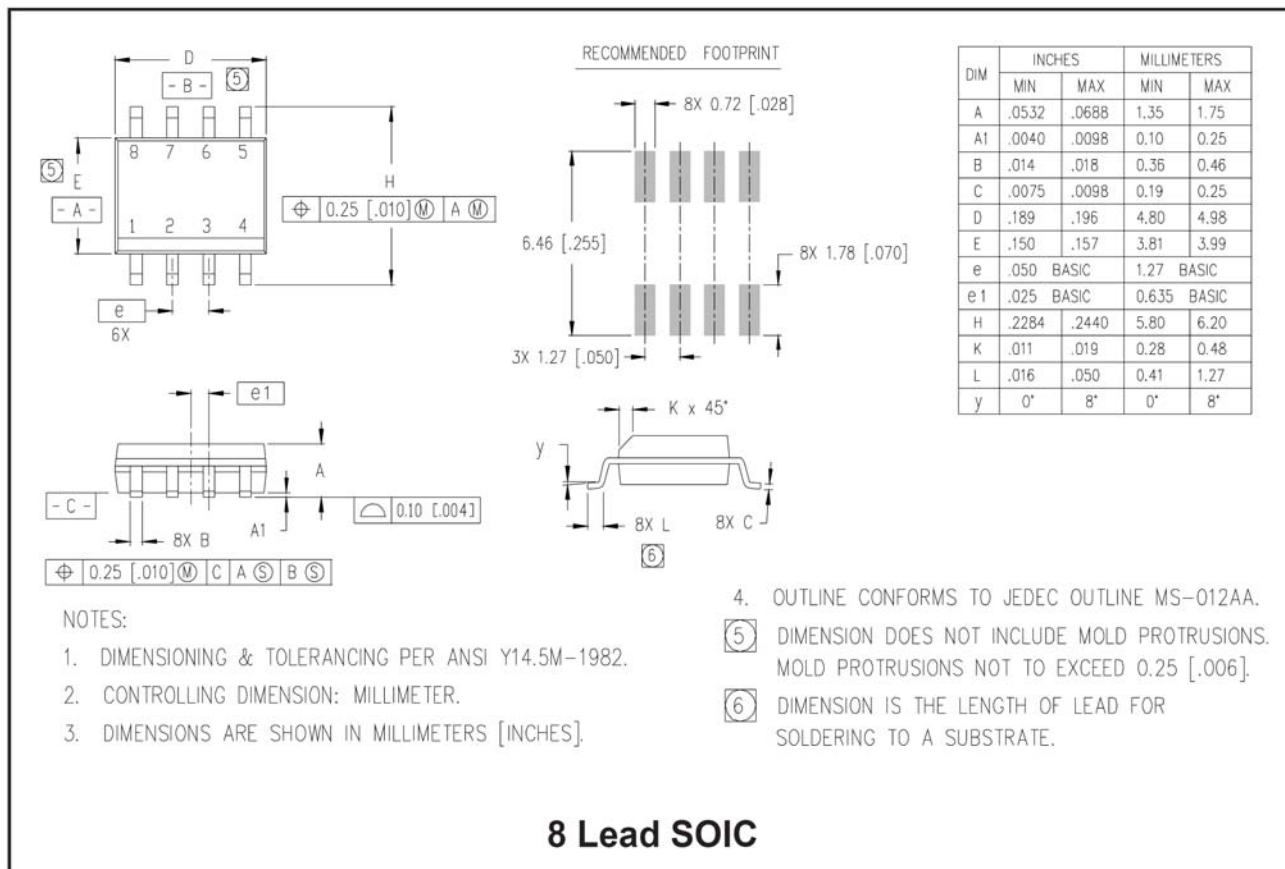 D
- B -
5
8 7 6 5
5
E
- A -
H
⌖ 0.25 [.010] Ⓜ A Ⓜ
1 2 3 4
e
6X
RECOMMENDED FOOTPRINT
8X 0.72 [.028]
6.46 [.255]
8X 1.78 [.070]
3X 1.27 [.050]
DIM INCHES MILLIMETERS
MIN MAX MIN MAX
A .0532 .0688 1.35 1.75
A1 .0040 .0098 0.10 0.25
B .014 .018 0.36 0.46
C .0075 .0098 0.19 0.25
D .189 .196 4.80 4.98
E .150 .157 3.81 3.99
e .050 BASIC 1.27 BASIC
e1 .025 BASIC 0.635 BASIC
H .2284 .2440 5.80 6.20
K .011 .019 0.28 0.48
L .016 .050 0.41 1.27
y 0° 8° 0° 8°
e1
A
- C -
A1
8X B
⌓ 0.10 [.004]
⌖ 0.25 [.010] Ⓜ C A Ⓢ B Ⓢ
K x 45°
y
8X L
8X C
6
NOTES:
1. DIMENSIONING & TOLERANCING PER ANSI Y14.5M-1982.
2. CONTROLLING DIMENSION: MILLIMETER.
3. DIMENSIONS ARE SHOWN IN MILLIMETERS [INCHES].
4. OUTLINE CONFORMS TO JEDEC OUTLINE MS-012AA.
5 DIMENSION DOES NOT INCLUDE MOLD PROTRUSIONS.
MOLD PROTRUSIONS NOT TO EXCEED 0.25 [.006].
6 DIMENSION IS THE LENGTH OF LEAD FOR
SOLDERING TO A SUBSTRATE.
8 Lead SOIC